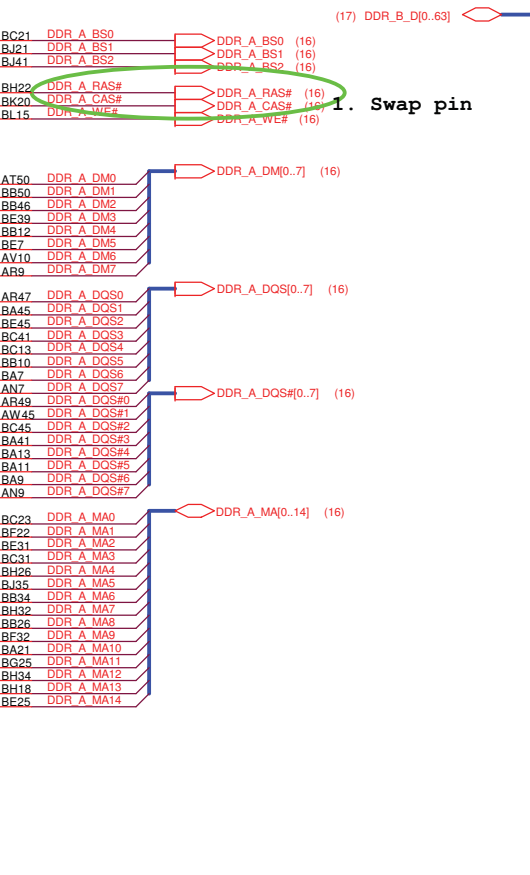 (17) DDR_B_D[0..63]
BC21 DDR_A_BS0 DDR_A_BS0 (16)
BJ21 DDR_A_BS1 DDR_A_BS1 (16)
BJ41 DDR_A_BS2 DDR_A_BS2 (16)
BH22 DDR_A_RAS# DDR_A_RAS# (16)
BK20 DDR_A_CAS# DDR_A_CAS# (16) 1. Swap pin
BL15 DDR_A_WE# DDR_A_WE# (16)
DDR_A_DM[0..7] (16)
AT50 DDR_A_DM0
BB50 DDR_A_DM1
BB46 DDR_A_DM2
BE39 DDR_A_DM3
BB12 DDR_A_DM4
BE7 DDR_A_DM5
AV10 DDR_A_DM6
AR9 DDR_A_DM7
DDR_A_DQS[0..7] (16)
AR47 DDR_A_DQS0
BA45 DDR_A_DQS1
BE45 DDR_A_DQS2
BC41 DDR_A_DQS3
BC13 DDR_A_DQS4
BB10 DDR_A_DQS5
BA7 DDR_A_DQS6
AN7 DDR_A_DQS7
DDR_A_DQS#[0..7] (16)
AR49 DDR_A_DQS#0
AW45 DDR_A_DQS#1
BC45 DDR_A_DQS#2
BA41 DDR_A_DQS#3
BA13 DDR_A_DQS#4
BA11 DDR_A_DQS#5
BA9 DDR_A_DQS#6
AN9 DDR_A_DQS#7
DDR_A_MA[0..14] (16)
BC23 DDR_A_MA0
BF22 DDR_A_MA1
BE31 DDR_A_MA2
BC31 DDR_A_MA3
BH26 DDR_A_MA4
BJ35 DDR_A_MA5
BB34 DDR_A_MA6
BH32 DDR_A_MA7
BB26 DDR_A_MA8
BF32 DDR_A_MA9
BA21 DDR_A_MA10
BG25 DDR_A_MA11
BH34 DDR_A_MA12
BH18 DDR_A_MA13
BE25 DDR_A_MA14